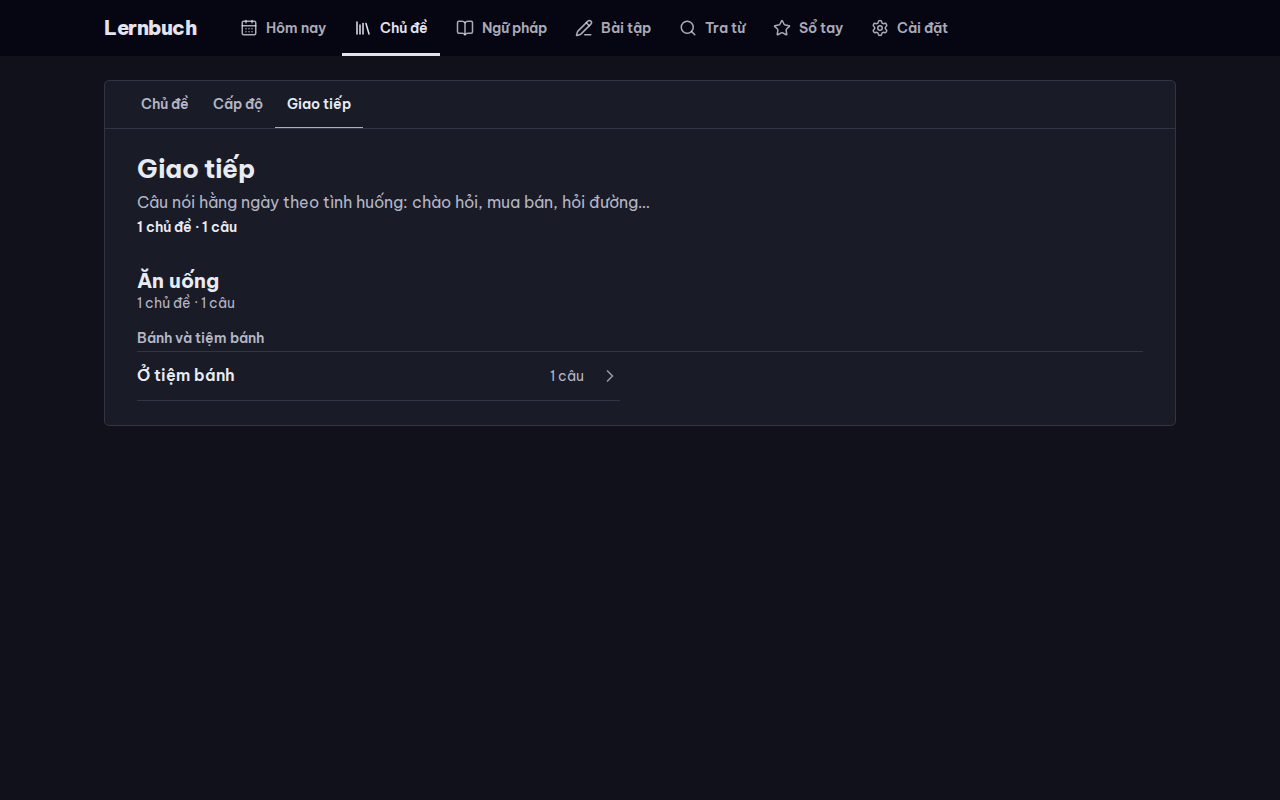 Lernbuch
Hôm nay
Chủ đề
Ngữ pháp
Bài tập
Tra từ
Sổ tay
Cài đặt
Chủ đề
Cấp độ
Giao tiếp
Giao tiếp
Câu nói hằng ngày theo tình huống: chào hỏi, mua bán, hỏi đường...
1 chủ đề · 1 câu
Ăn uống
1 chủ đề · 1 câu
Bánh và tiệm bánh
Ở tiệm bánh
1 câu